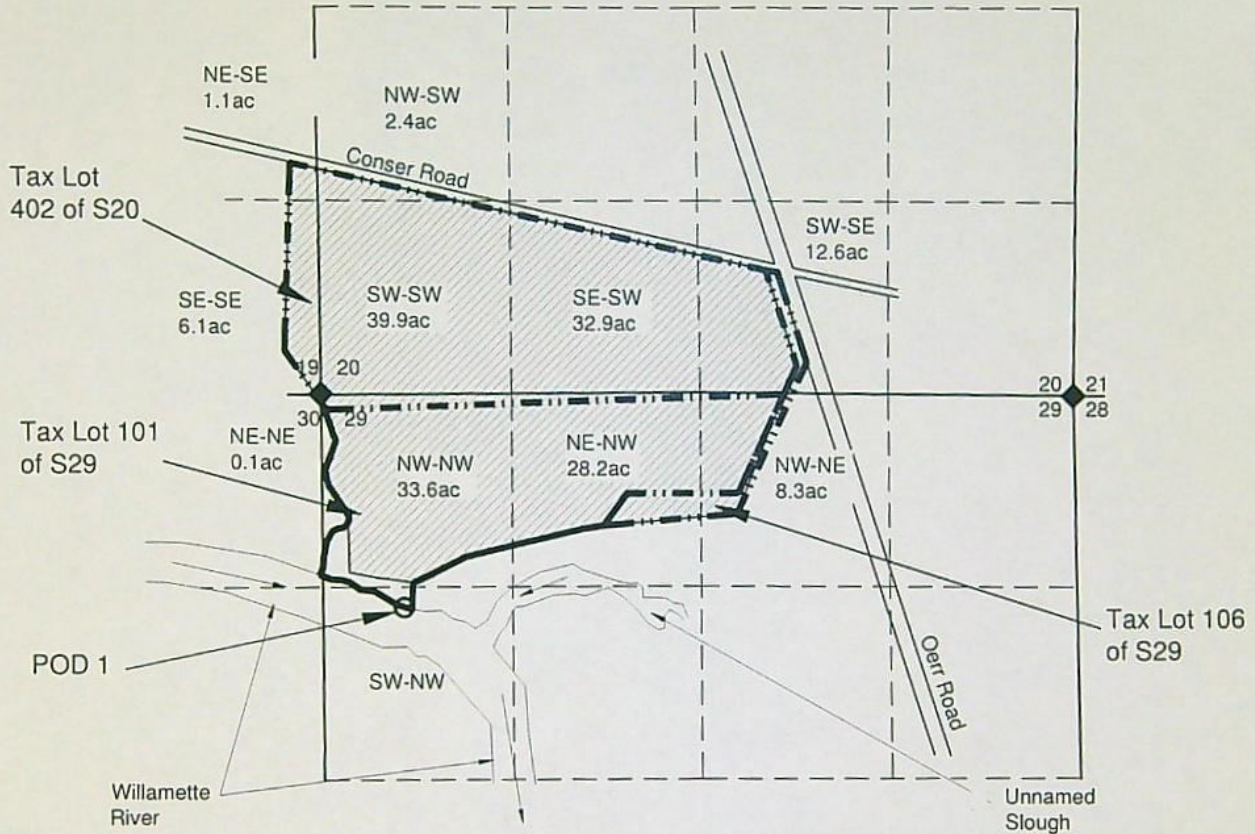 NE-SE
1.1ac
NW-SW
2.4ac
Conser Road
Tax Lot
402 of S20
SW-SE
12.6ac
SE-SE
6.1ac
SW-SW
39.9ac
SE-SW
32.9ac
19 20
30 29
20 21
29 28
Tax Lot 101
of S29
NE-NE
0.1ac
NW-NW
33.6ac
NE-NW
28.2ac
NW-NE
8.3ac
Tax Lot 106
of S29
POD 1
SW-NW
Oerr Road
Willamette
River
Unnamed
Slough